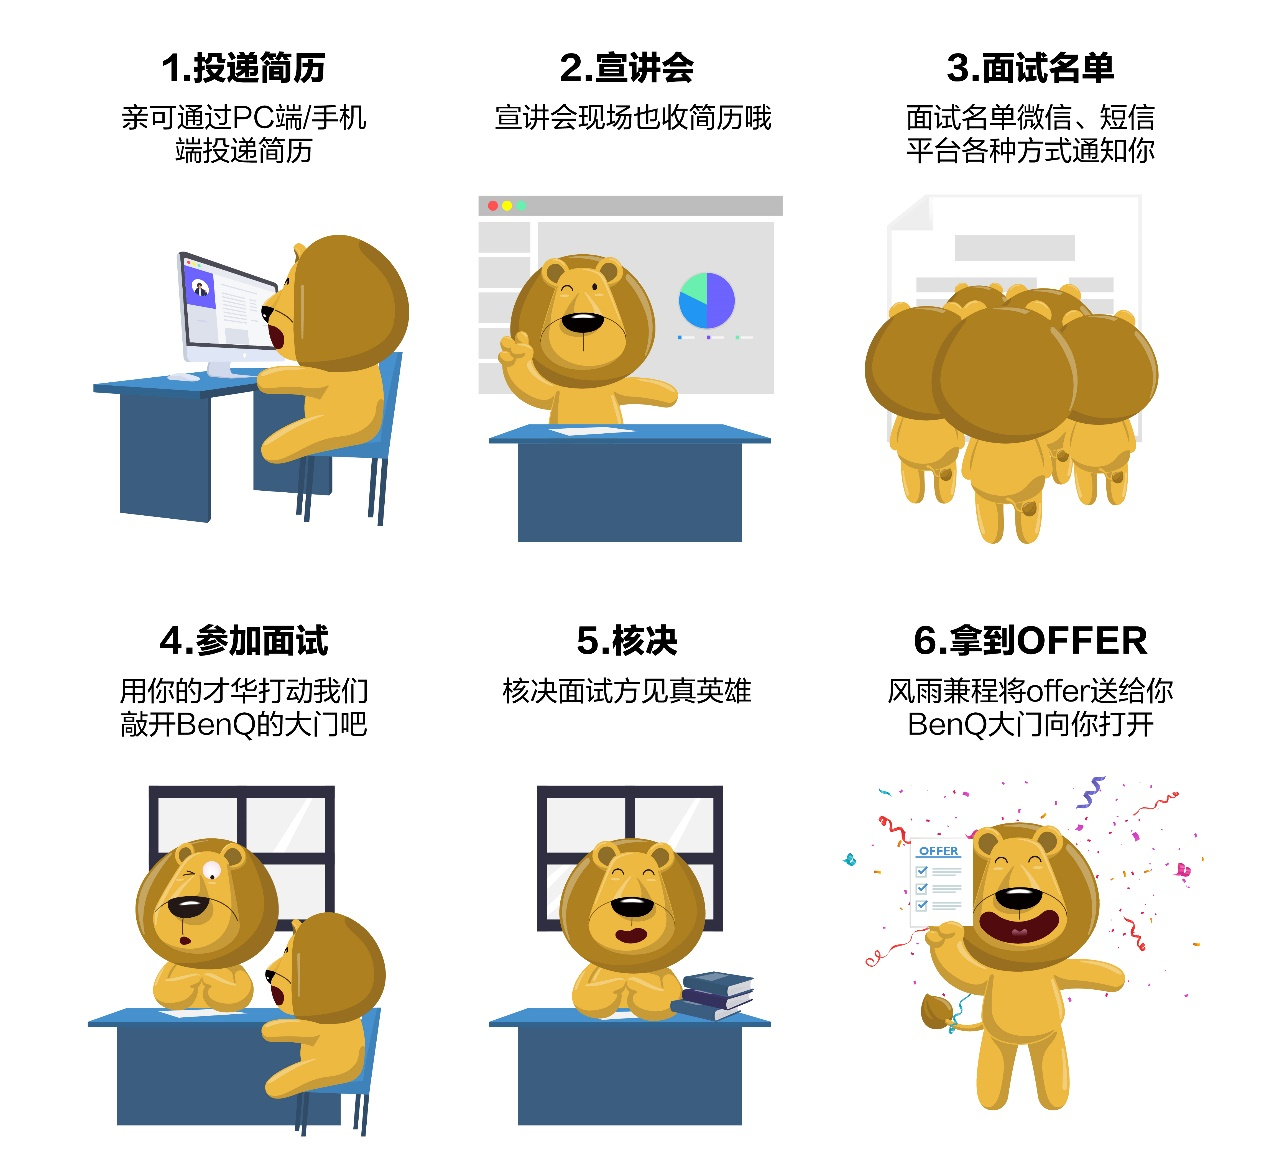 1.投递简历
亲可通过PC端/手机
端投递简历
2.宣讲会
宣讲会现场也收简历哦
3.面试名单
面试名单微信、短信
平台各种方式通知你
4.参加面试
用你的才华打动我们
敲开BenQ的大门吧
5.核决
核决面试方见真英雄
6.拿到OFFER
风雨兼程将offer送给你
BenQ大门向你打开
OFFER